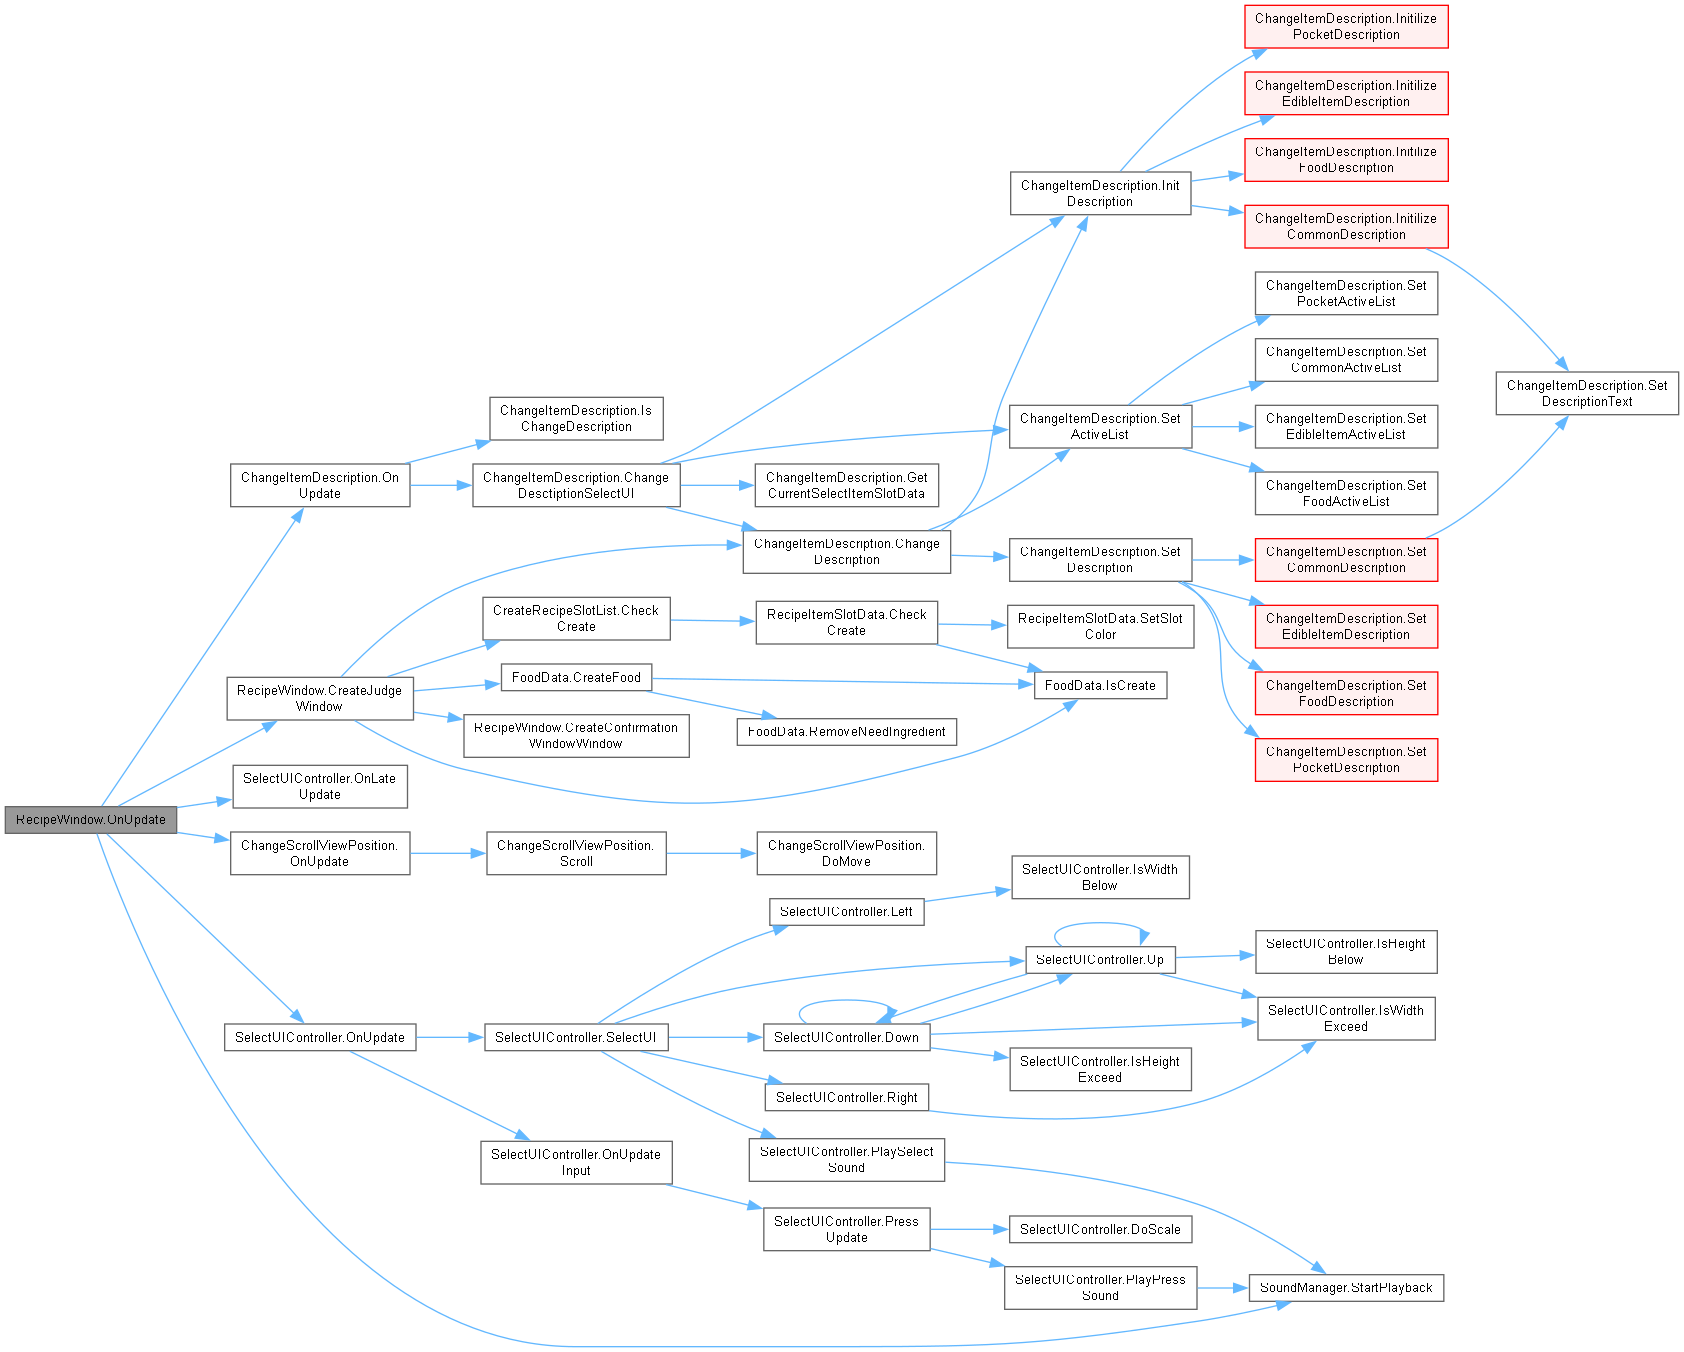 RecipeWindow.OnUpdate
ChangeItemDescription.On
Update
ChangeItemDescription.Is
ChangeDescription
ChangeItemDescription.Change
DesctiptionSelectUI
ChangeItemDescription.Init
Description
ChangeItemDescription.Initilize
PocketDescription
ChangeItemDescription.Initilize
EdibleItemDescription
ChangeItemDescription.Initilize
FoodDescription
ChangeItemDescription.Initilize
CommonDescription
ChangeItemDescription.Set
DescriptionText
ChangeItemDescription.Set
ActiveList
ChangeItemDescription.Set
PocketActiveList
ChangeItemDescription.Set
CommonActiveList
ChangeItemDescription.Set
EdibleItemActiveList
ChangeItemDescription.Set
FoodActiveList
ChangeItemDescription.Get
CurrentSelectItemSlotData
ChangeItemDescription.Change
Description
ChangeItemDescription.Set
Description
ChangeItemDescription.Set
CommonDescription
ChangeItemDescription.Set
EdibleItemDescription
ChangeItemDescription.Set
FoodDescription
ChangeItemDescription.Set
PocketDescription
RecipeWindow.CreateJudge
Window
CreateRecipeSlotList.Check
Create
RecipeItemSlotData.Check
Create
RecipeItemSlotData.SetSlot
Color
FoodData.CreateFood
FoodData.IsCreate
FoodData.RemoveNeedIngredient
RecipeWindow.CreateConfirmation
WindowWindow
SelectUIController.OnLate
Update
ChangeScrollViewPosition.
OnUpdate
ChangeScrollViewPosition.
Scroll
ChangeScrollViewPosition.
DoMove
SelectUIController.OnUpdate
SelectUIController.SelectUI
SelectUIController.Left
SelectUIController.IsWidth
Below
SelectUIController.Up
SelectUIController.IsHeight
Below
SelectUIController.IsWidth
Exceed
SelectUIController.Down
SelectUIController.IsHeight
Exceed
SelectUIController.Right
SelectUIController.PlaySelect
Sound
SelectUIController.OnUpdate
Input
SelectUIController.Press
Update
SelectUIController.DoScale
SelectUIController.PlayPress
Sound
SoundManager.StartPlayback